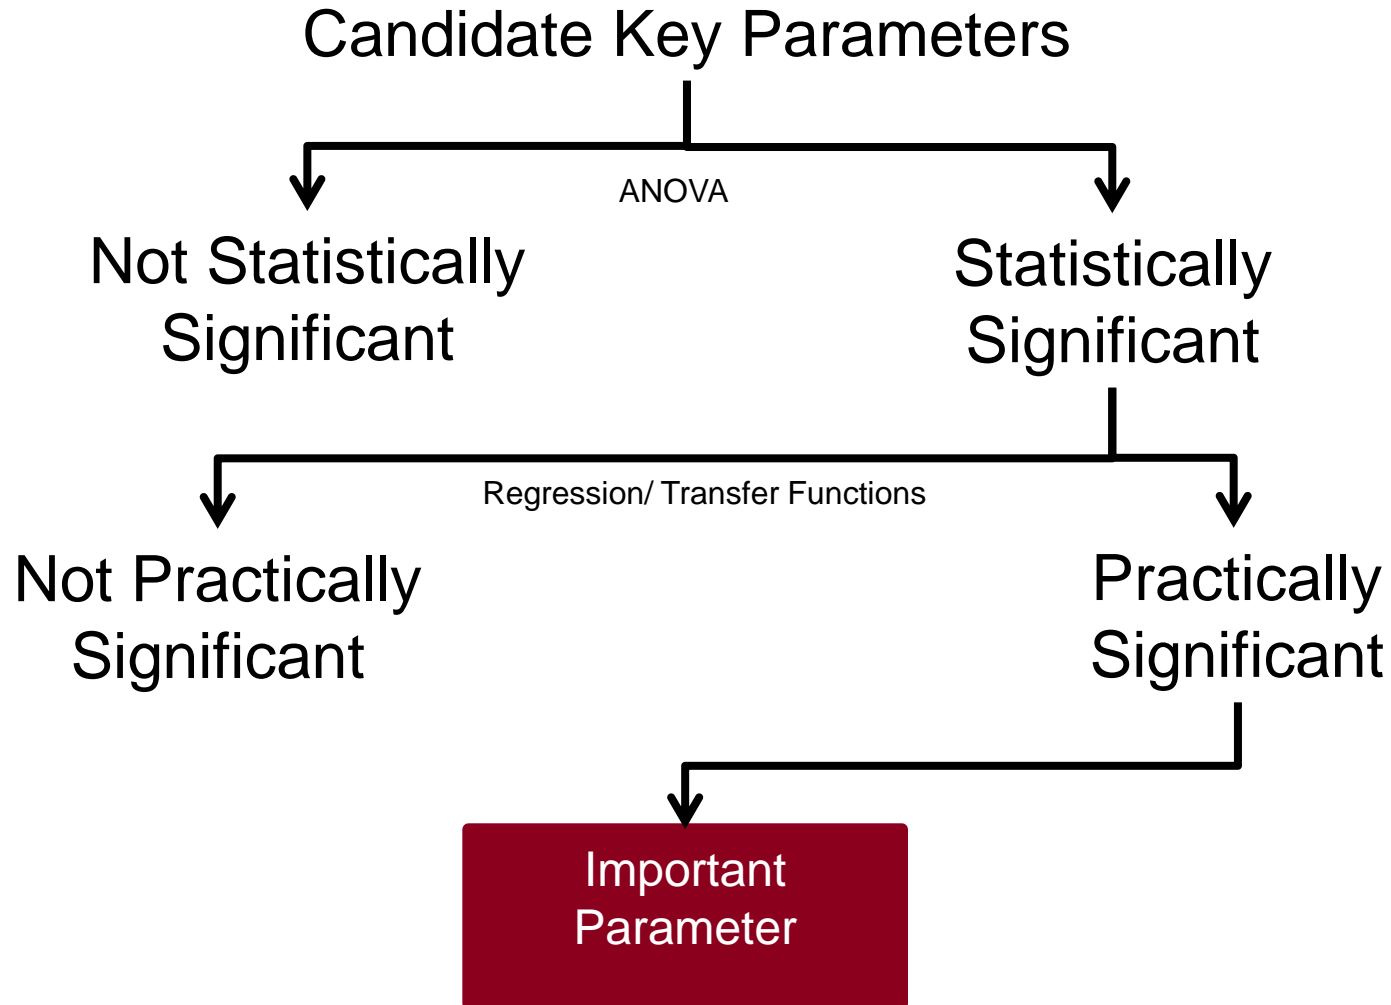 Candidate Key Parameters
ANOVA
Not Statistically
Significant
Statistically
Significant
Regression/ Transfer Functions
Not Practically
Significant
Practically
Significant
Important
Parameter